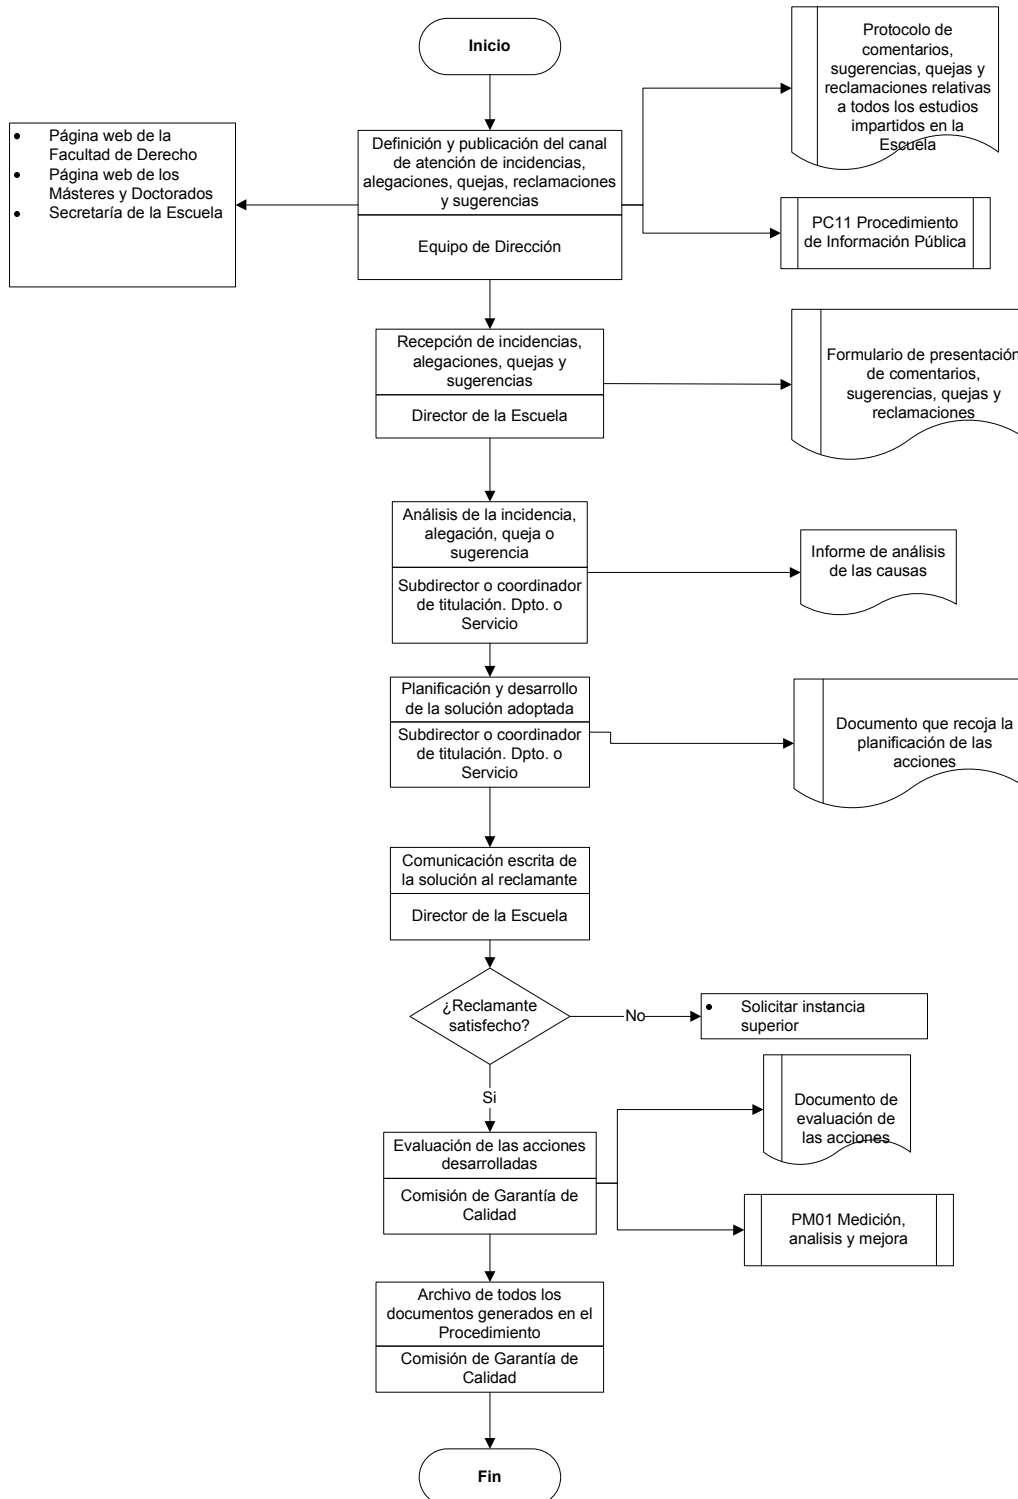 Inicio
Protocolo de
comentarios,
sugerencias, quejas y
reclamaciones relativas
a todos los estudios
impartidos en la
Escuela
• Página web de la
Facultad de Derecho
• Página web de los
Másteres y Doctorados
• Secretaría de la Escuela
Definición y publicación del canal
de atención de incidencias,
alegaciones, quejas, reclamaciones
y sugerencias
Equipo de Dirección
PC11 Procedimiento
de Información Pública
Recepción de incidencias,
alegaciones, quejas y
sugerencias
Director de la Escuela
Formulario de presentación
de comentarios,
sugerencias, quejas y
reclamaciones
Análisis de la incidencia,
alegación, queja o
sugerencia
Subdirector o coordinador
de titulación. Dpto. o
Servicio
Informe de análisis
de las causas
Planificación y desarrollo
de la solución adoptada
Subdirector o coordinador
de titulación. Dpto. o
Servicio
Documento que recoja la
planificación de las
acciones
Comunicación escrita de
la solución al reclamante
Director de la Escuela
¿Reclamante
satisfecho?
No
• Solicitar instancia
superior
Si
Documento de
evaluación de
las acciones
Evaluación de las acciones
desarrolladas
Comisión de Garantía de
Calidad
PM01 Medición,
analisis y mejora
Archivo de todos los
documentos generados en el
Procedimiento
Comisión de Garantía de
Calidad
Fin